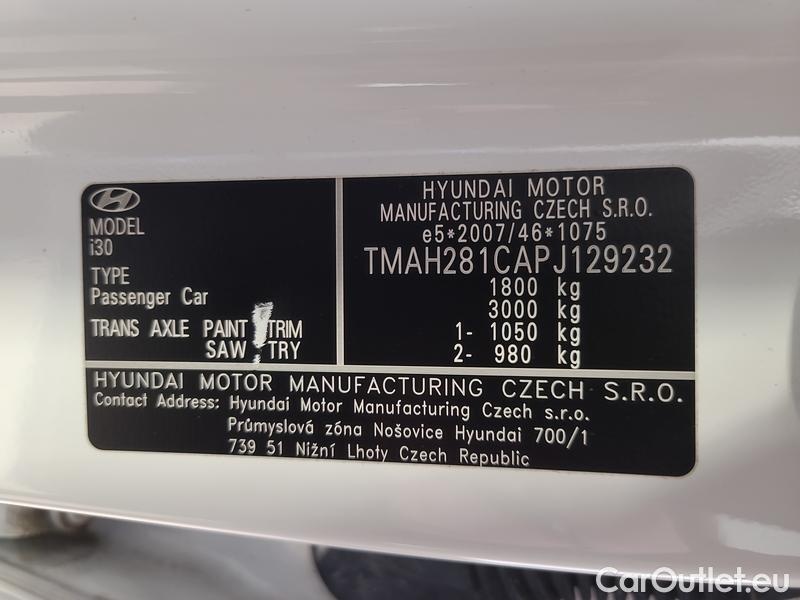 MODEL
i30
TYPE
Passenger Car
TRANS AXLE PAINT TRIM
SAW TRY
HYUNDAI MOTOR
MANUFACTURING CZECH S.R.O.
e5*2007/46*1075
TMAH281CAPJ129232
1800 kg
3000 kg
1- 1050 kg
2- 980 kg
HYUNDAI MOTOR MANUFACTURING CZECH S.R.O.
Contact Address: Hyundai Motor Manufacturing Czech s.r.o.
Průmyslová zóna Nošovice Hyundai 700/1
739 51 Nižní Lhoty Czech Republic
CarOutlet.eu